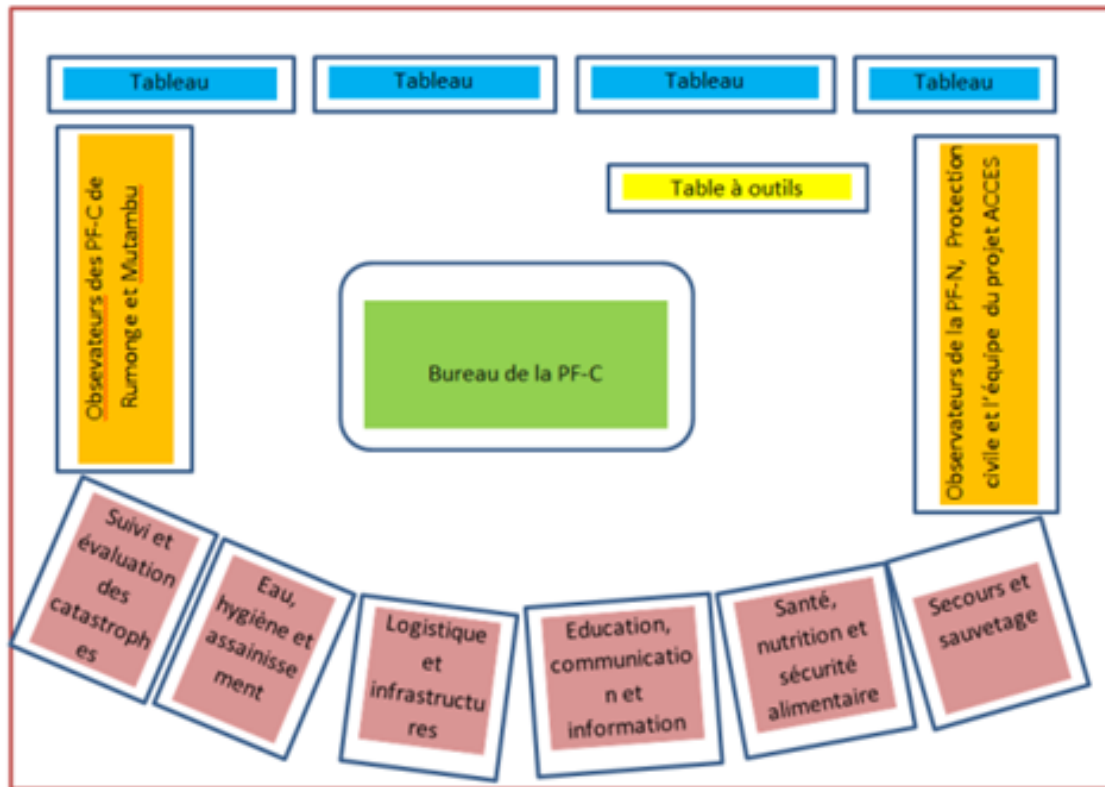 Tableau
Tableau
Tableau
Tableau
Obsevateurs des PF-C de
Rumonge et Mutambu
Table à outils
Observateurs de la PF-N, Protection
civile et l'équipe du projet ACCES
Bureau de la PF-C
Suivi et
évaluation
des
catastroph
es
Eau,
hygiène et
assainisse
ment
Logistique
et
infrastructu
res
Education,
communicatio
n et
information
Santé,
nutrition et
sécurité
alimentaire
Secours et
sauvetage